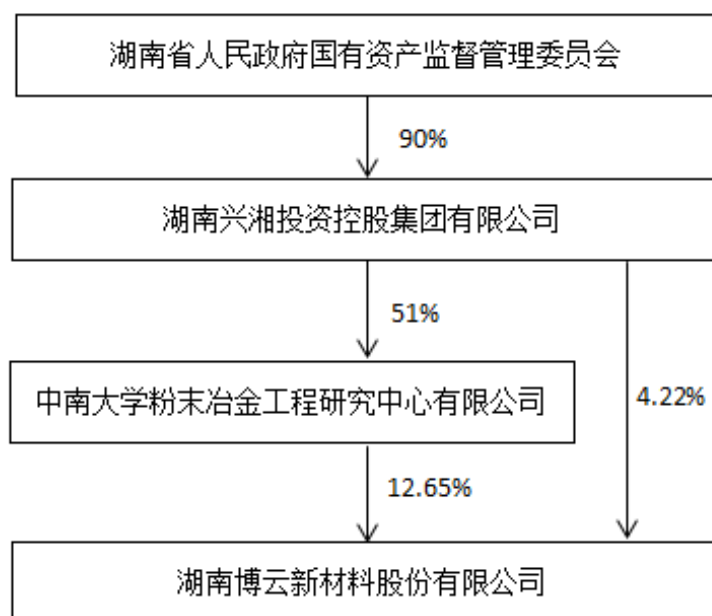 湖南省人民政府国有资产监督管理委员会
90%
湖南兴湘投资控股集团有限公司
51%
中南大学粉末冶金工程研究中心有限公司
4.22%
12.65%
湖南博云新材料股份有限公司